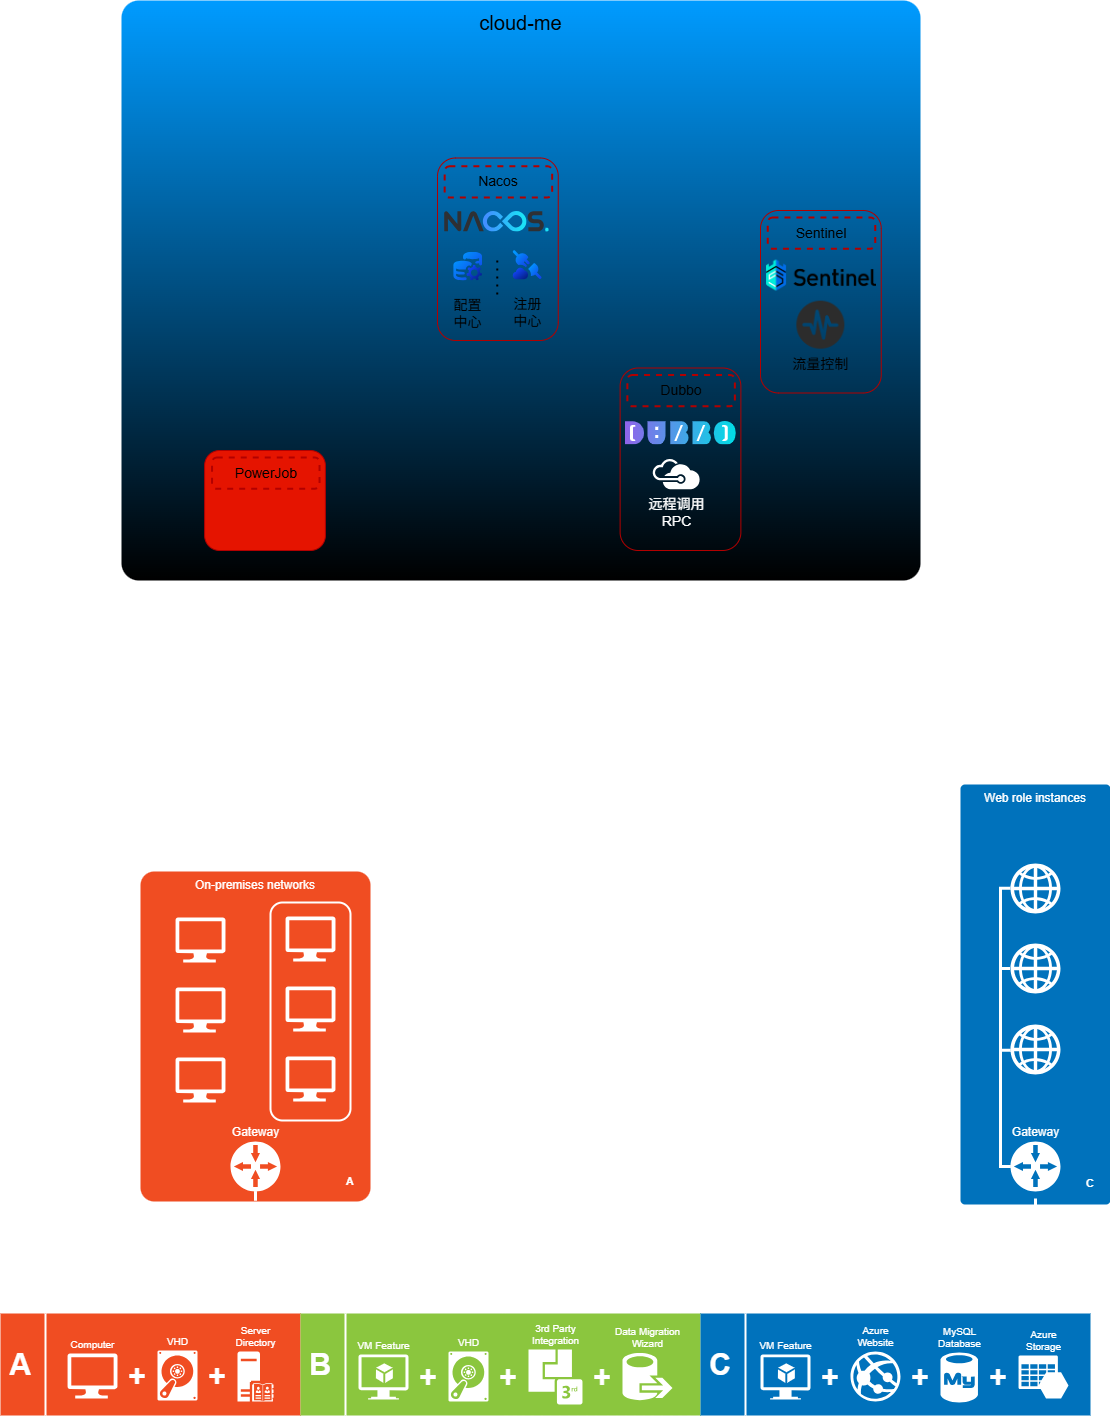 cloud-me
Nacos
NACOS.
配置
中心
注册
中心
Sentinel
Sentinel
流量控制
Dubbo
[D:U//BBO]
远程调用
RPC
PowerJob
Web role instances
Gateway
C
On-premises networks
Gateway
A
A
Computer
VHD
Server
Directory
B
VM Feature
VHD
3rd Party
Integration
3rd
Data Migration
Wizard
C
VM Feature
Azure
Website
MySQL
Database
My
Azure
Storage